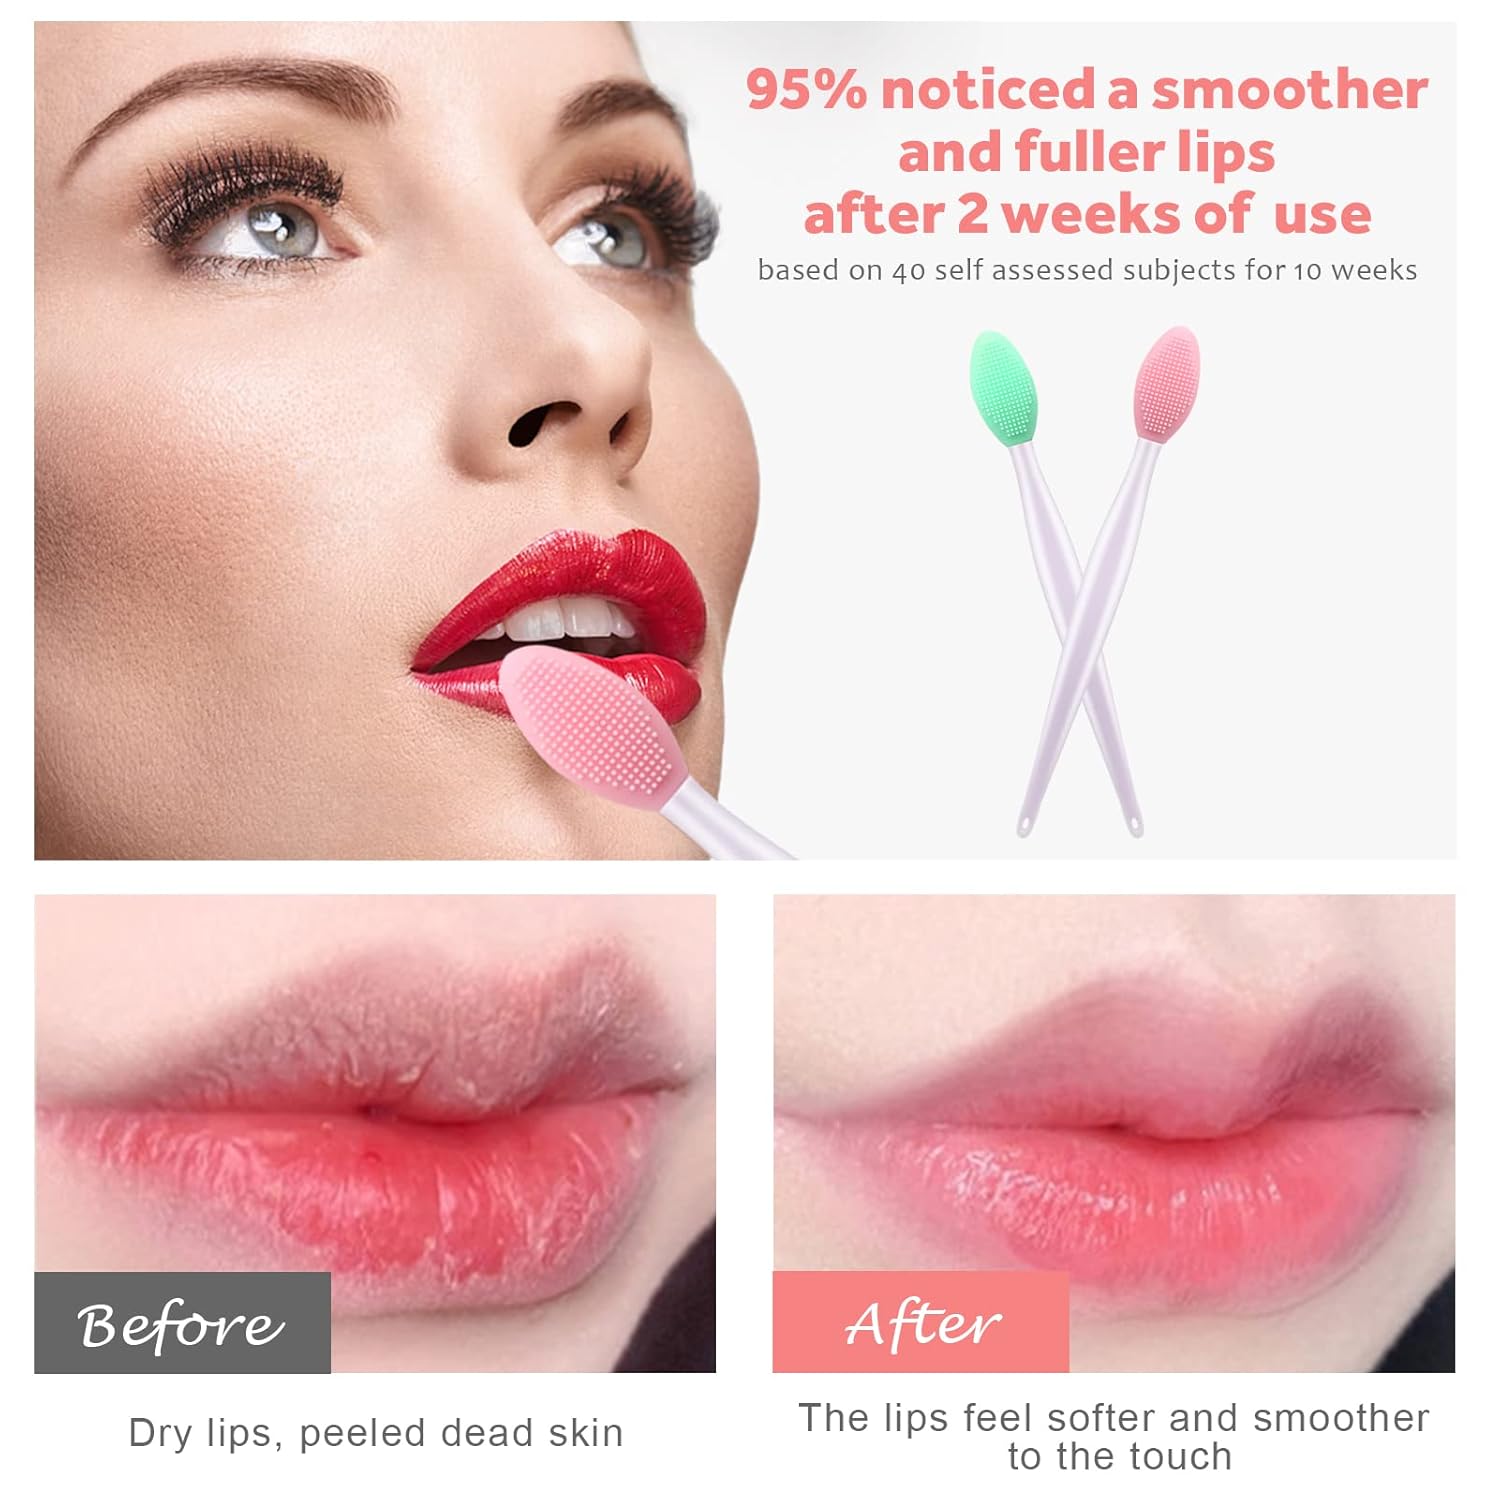 95% noticed a smoother
and fuller lips
after 2 weeks of use
based on 40 self assessed subjects for 10 weeks
Before
After
Dry lips, peeled dead skin
The lips feel softer and smoother
to the touch